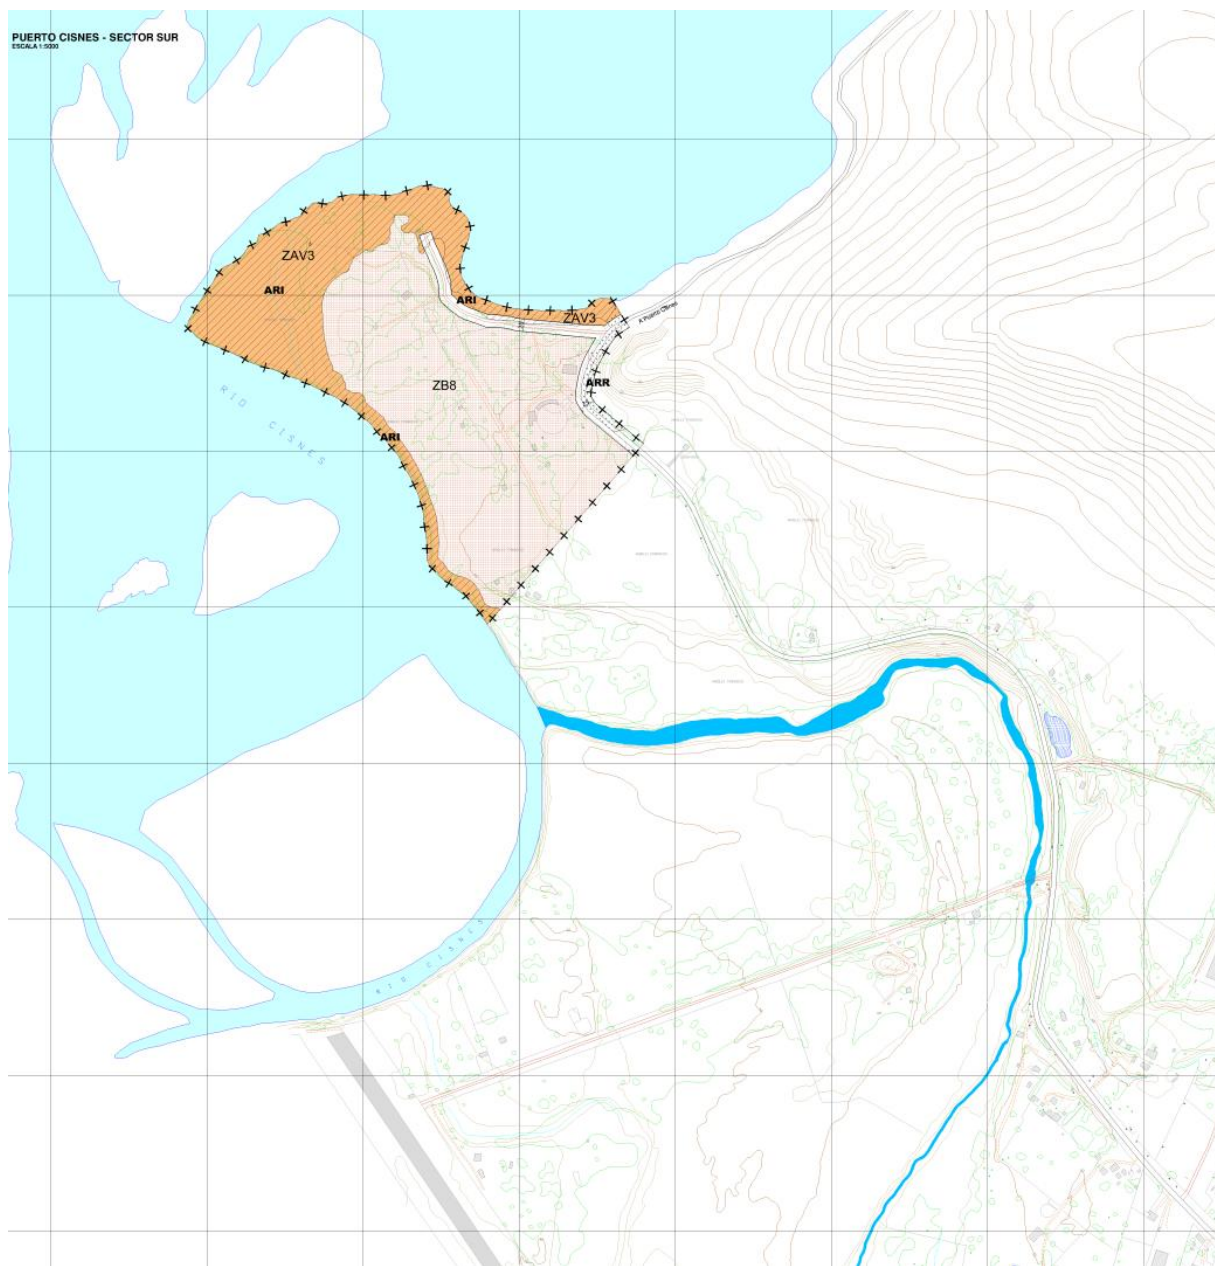 PUERTO CISNES - SECTOR SUR
ESCALA 1:5000
ZAV3
ARI
ARI
ZAV3
A Puerto Cisnes
ARR
ZB8
RIO CISNES
ARI
RIO CISNES